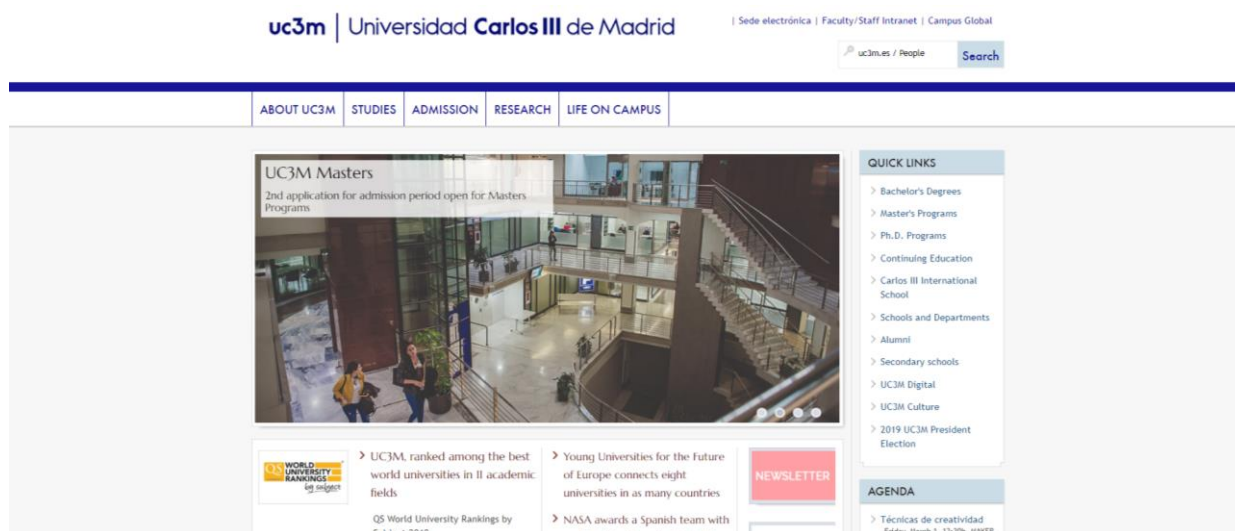 uc3m | Universidad Carlos III de Madrid
| Sede electrónica | Faculty/Staff Intranet | Campus Global
uc3m.es / People
Search
ABOUT UC3M
STUDIES
ADMISSION
RESEARCH
LIFE ON CAMPUS
UC3M Masters
2nd application for admission period open for Masters
Programs
QS WORLD
UNIVERSITY
RANKINGS
by subject
UC3M, ranked among the best
world universities in 11 academic
fields
QS World University Rankings by
Young Universities for the Future
of Europe connects eight
universities in as many countries
NASA awards a Spanish team with
NEWSLETTER
QUICK LINKS
Bachelor's Degrees
Master's Programs
Ph.D. Programs
Continuing Education
Carlos III International
School
Schools and Departments
Alumni
Secondary schools
UC3M Digital
UC3M Culture
2019 UC3M President
Election
AGENDA
Técnicas de creatividad